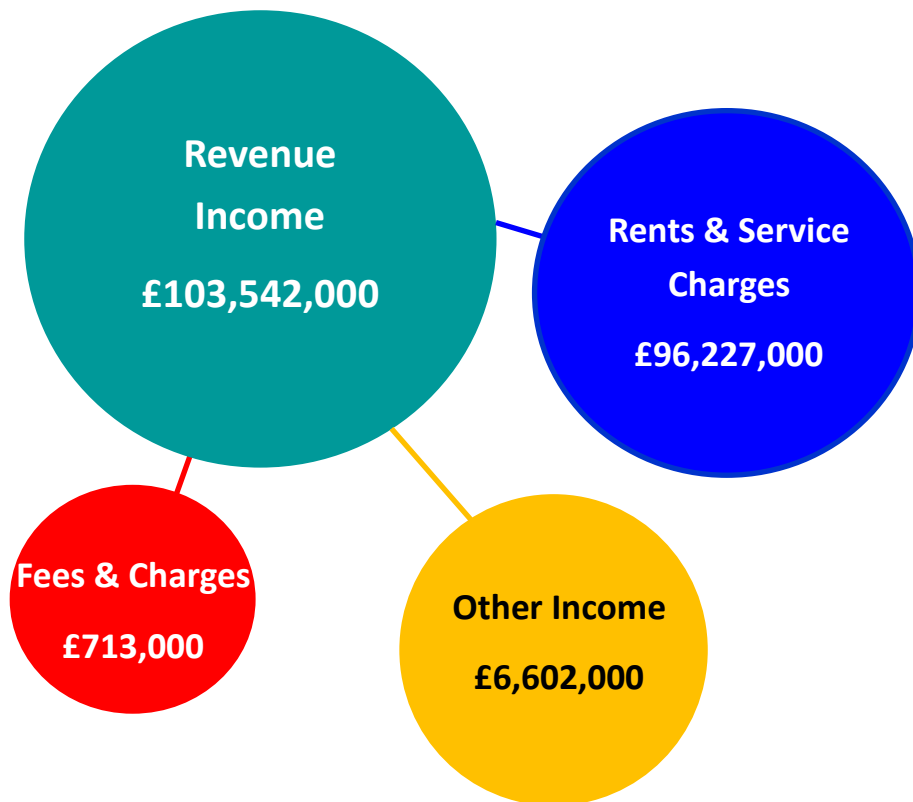 Revenue
Income
£103,542,000
Rents & Service
Charges
£96,227,000
Fees & Charges
£713,000
Other Income
£6,602,000